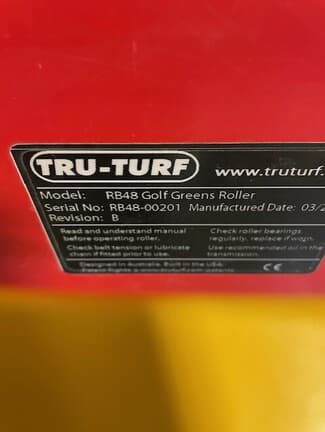 TRU-TURF www.truturf.
Model: RB48 Golf Greens Roller
Serial No: RB48-00201 Manufactured Date: 03/2
Revision: B
Read and understand manual
before operating roller.
Check roller bearings
regularly, replace if worn.
Check belt tension or lubricate
chain if fitted prior to use.
Use recommended oil in the
transmission.
Designed in Australia. Built in the USA.
CE